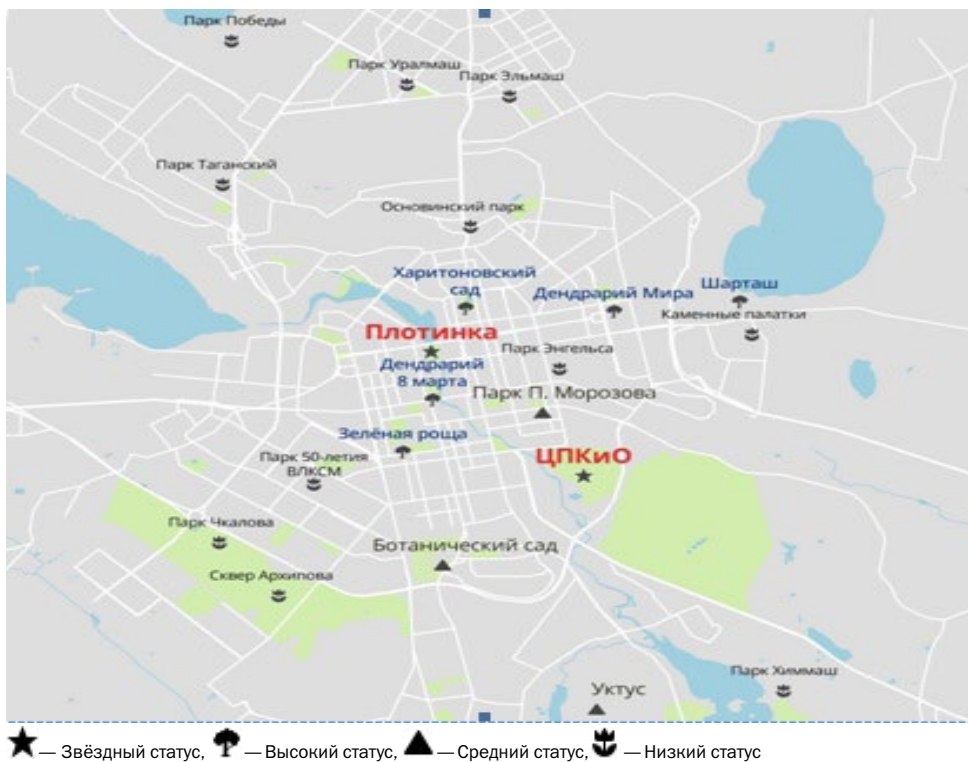 Парк Победы
Парк Уралмаш
Парк Эльмаш
Парк Таганский
Основинский парк
Харитоновский
сад
Дендрарий Мира
Шарташ
Каменные палатки
Плотинка
Парк Энгельса
Дендрарий
8 марта
Парк П. Морозова
Зелёная роща
Парк 50-летия
ВЛКСМ
ЦПКиО
Парк Чкалова
Ботанический сад
Сквер Архипова
Парк Химмаш
Уктус
— Звёздный статус, — Высокий статус, — Средний статус, — Низкий статус